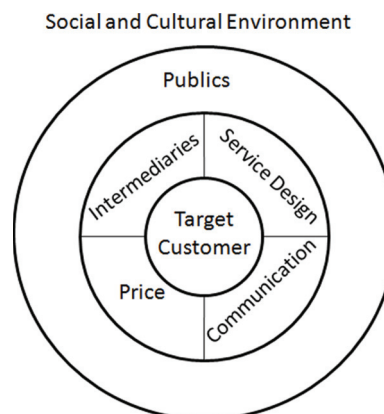 Social and Cultural Environment
Publics
Intermediaries
Service Design
Target
Customer
Price
Communication